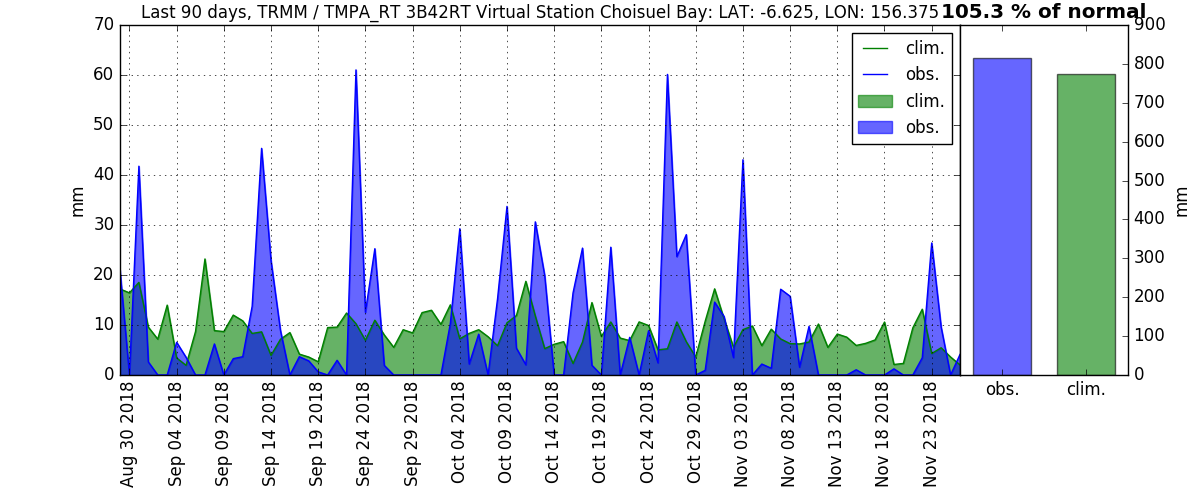 Last 90 days, TRMM / TMPA_RT 3B42RT Virtual Station Choisuel Bay: LAT: -6.625, LON: 156.375
105.3 % of normal
70
60
50
40
30
20
10
0
mm
clim.
obs.
clim.
obs.
Aug 30 2018
Sep 04 2018
Sep 09 2018
Sep 14 2018
Sep 19 2018
Sep 24 2018
Sep 29 2018
Oct 04 2018
Oct 09 2018
Oct 14 2018
Oct 19 2018
Oct 24 2018
Oct 29 2018
Nov 03 2018
Nov 08 2018
Nov 13 2018
Nov 18 2018
Nov 23 2018
900
800
700
600
500
400
300
200
100
0
mm
obs.
clim.